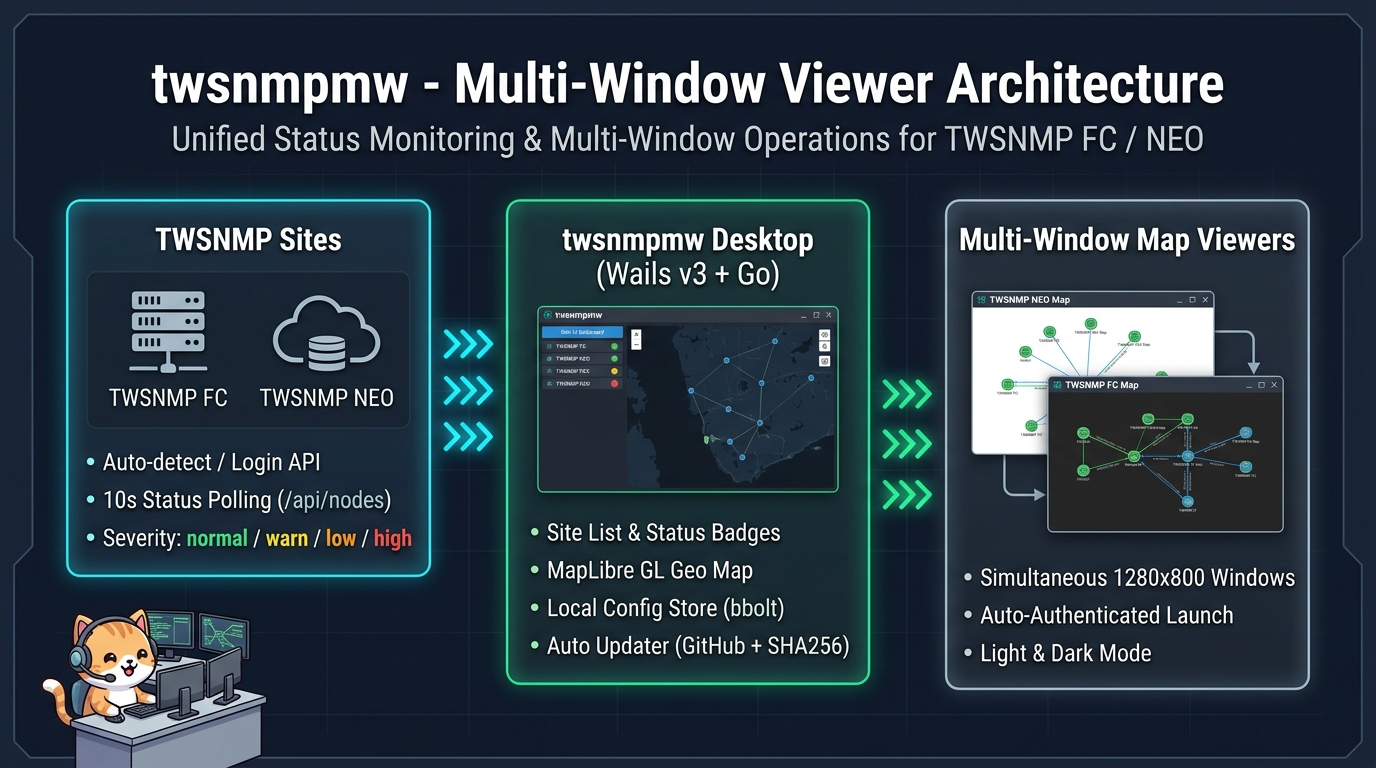 twsnmpmw - Multi-Window Viewer Architecture
Unified Status Monitoring & Multi-Window Operations for TWSNMP FC / NEO
TWSNMP Sites
TWSNMP FC
TWSNMP NEO
• Auto-detect / Login API
• 10s Status Polling (/api/nodes)
• Severity: normal / warn / low / high
twsnmpmw Desktop
(Wails v3 + Go)
• Site List & Status Badges
• MapLibre GL Geo Map
• Local Config Store (bbolt)
• Auto Updater (GitHub + SHA256)
Multi-Window Map Viewers
TWSNMP NEO Map
TWSNMP FC Map
• Simultaneous 1280x800 Windows
• Auto-Authenticated Launch
• Light & Dark Mode